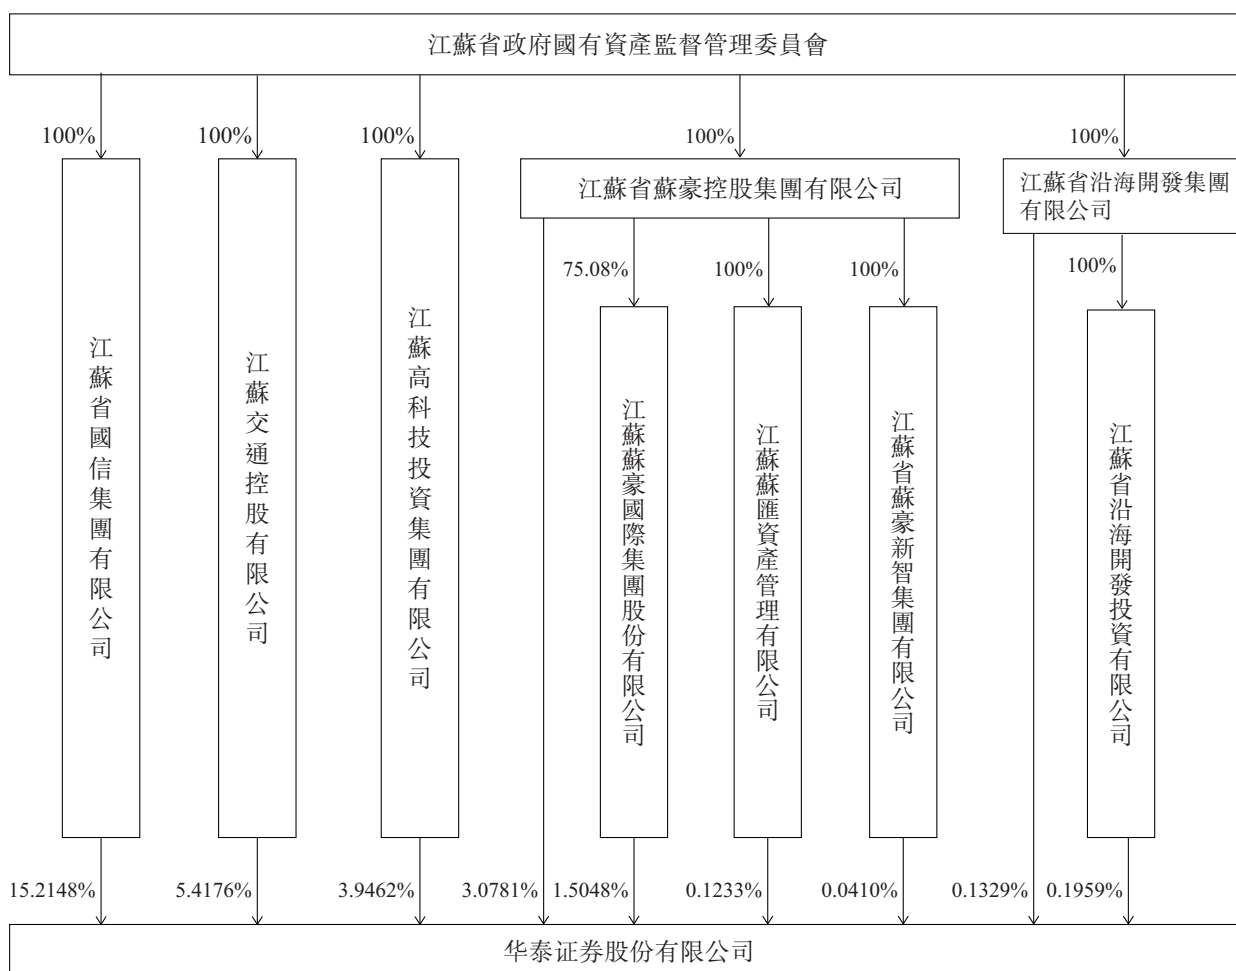 江蘇省政府國有資產監督管理委員會
100%
100%
100%
100%
100%
江蘇省蘇豪控股集團有限公司
江蘇省沿海開發集團
有限公司
75.08%
100%
100%
100%
江蘇省國信集團有限公司
江蘇交通控股有限公司
江蘇高科技投資集團有限公司
江蘇蘇豪國際集團股份有限公司
江蘇蘇匯資產管理有限公司
江蘇省蘇豪新智集團有限公司
江蘇省沿海開發投資有限公司
15.2148%
5.4176%
3.9462%
3.0781%
1.5048%
0.1233%
0.0410%
0.1329%
0.1959%
华泰证券股份有限公司